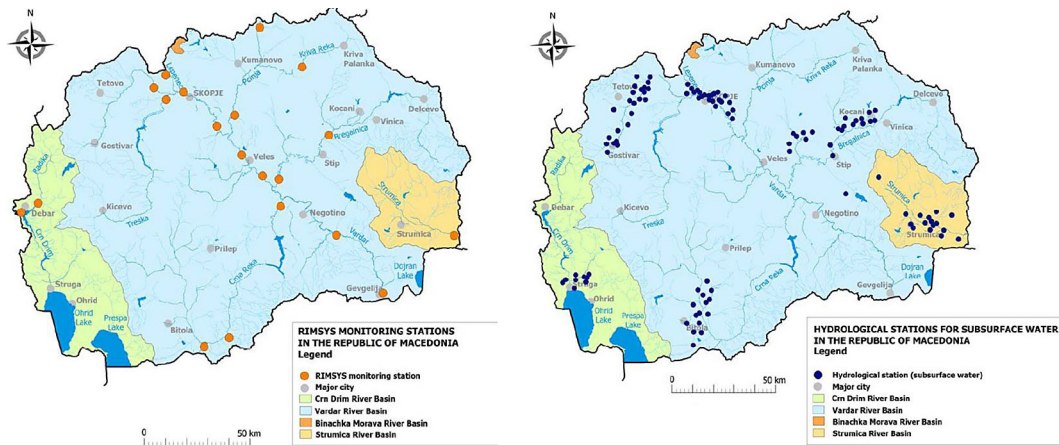 N
Kriva Reka
Kriva
Palanka
Kumanovo
Pcinja
Lepenec
Tetovo
SKOPJE
Kocani
Delcevo
Vinica
Bregalnica
Gostivar
Stip
Veles
Radika
Strumica
Debar
Kicevo
Treska
Negotino
Vardar
Strumica
Crn Drim
Prilep
Crna Reka
Dojran
Lake
Gevgelija
Struga
Ohrid
Ohrid
Lake
Prespa
Lake
Bitola
RIMSYS MONITORING STATIONS
IN THE REPUBLIC OF MACEDONIA
Legend
RIMSYS monitoring station
Major city
Crn Drim River Basin
Vardar River Basin
Binachka Morava River Basin
Strumica River Basin
0
50 km
N
Kumanovo
Kriva Reka
Kriva
Palanka
Pcinja
Lepenec
Tetovo
PJE
Kocani
Delcevo
Vinica
Bregalnica
Gostivar
Stip
Veles
Radika
Strumica
Vardar
Debar
Kicevo
Treska
Negotino
Strumica
Crn Drim
Prilep
Crna Reka
Dojran
Lake
Gevgelija
Ohrid
Ohrid
Lake
Prespa
Lake
Bitola
HYDROLOGICAL STATIONS FOR SUBSURFACE WATER
IN THE REPUBLIC OF MACEDONIA
Legend
Hydrological station (subsurface water)
Major city
Crn Drim River Basin
Vardar River Basin
Binachka Morava River Basin
Strumica River Basin
0
50 km